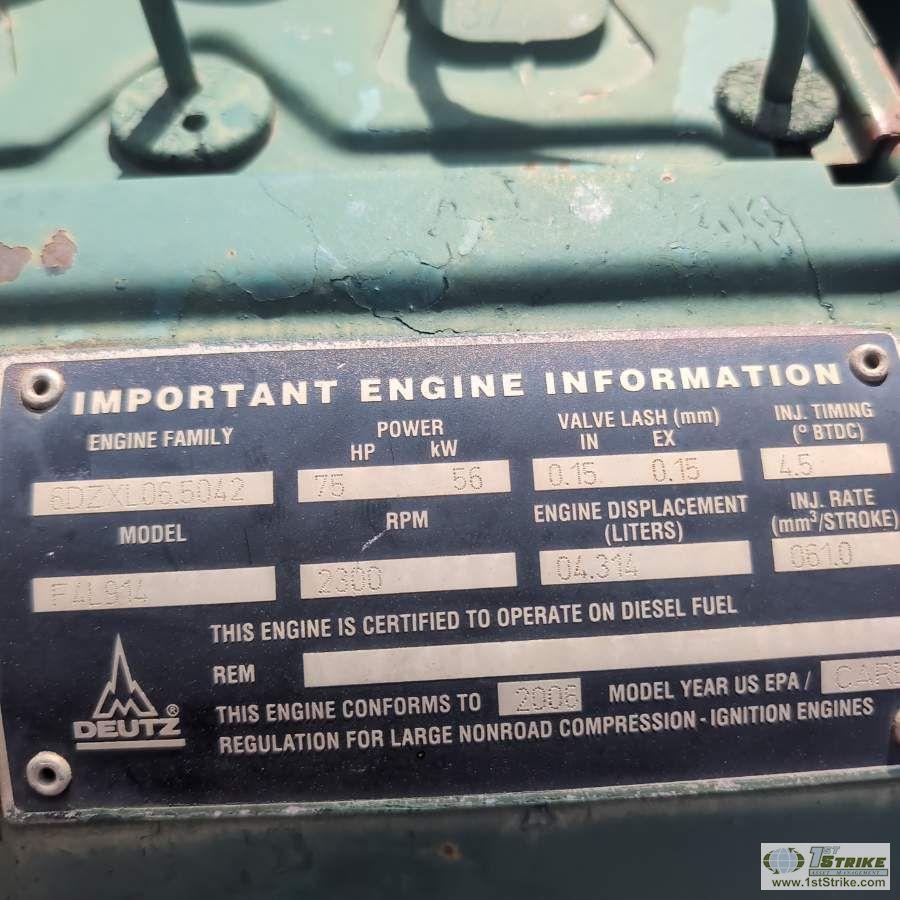 37
IMPORTANT ENGINE INFORMATION
ENGINE FAMILY
6DZXL06.5042
POWER
HP kW
75 56
VALVE LASH (mm)
IN EX
0.15 0.15
INJ. TIMING
(° BTDC)
4.5
MODEL
F4L914
RPM
2300
ENGINE DISPLACEMENT
(LITERS)
04.314
INJ. RATE
(mm³/STROKE)
061.0
THIS ENGINE IS CERTIFIED TO OPERATE ON DIESEL FUEL
REM
THIS ENGINE CONFORMS TO 2006 MODEL YEAR US EPA /
REGULATION FOR LARGE NONROAD COMPRESSION - IGNITION ENGINES
DEUTZ®
1ST STRIKE
ASSET MANAGEMENT
www.1stStrike.com